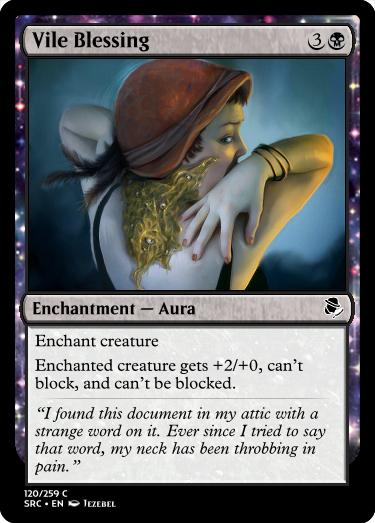 Vile Blessing 3
Enchantment — Aura
Enchant creature
Enchanted creature gets +2/+0, can't
block, and can't be blocked.
“I found this document in my attic with a
strange word on it. Ever since I tried to say
that word, my neck has been throbbing in
pain.”
120/259 C
SRC • EN JEZEBEL